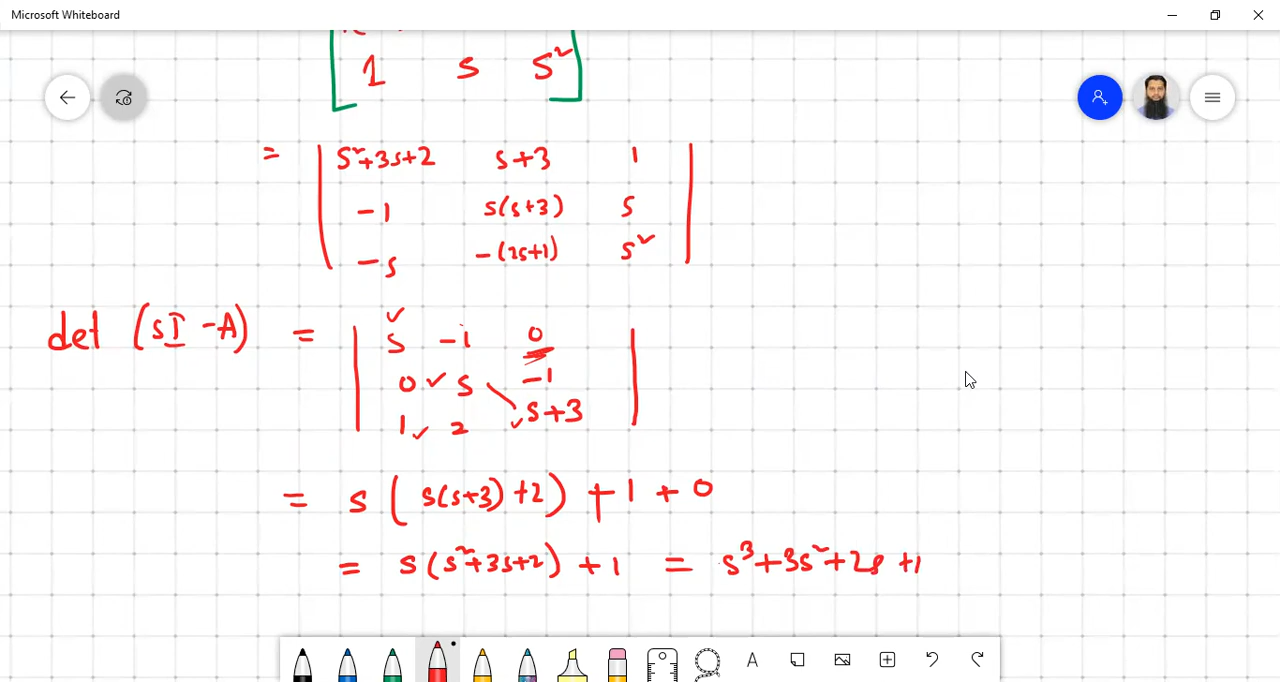 Microsoft Whiteboard
1 s s²
= | s²+3s+2 s+3 1 |
| -1 s(s+3) s |
| -s -(2s+1) s² |
det (sI -A) = | s -1 0 |
| 0 s -1 |
| 1 2 s+3 |
= s ( s(s+3) +2 ) + 1 + 0
= s (s²+3s+2) + 1 = s³+3s²+2s+1
A